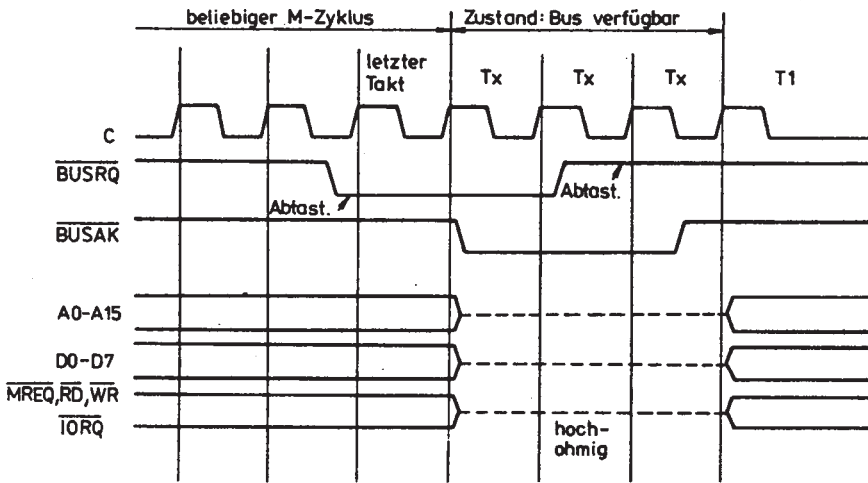 beliebiger M-Zyklus
Zustand: Bus verfügbar
letzter
Takt
Tx
Tx
Tx
T1
C
BUSRQ
Abtast.
Abtast.
BUSAK
A0-A15
D0-D7
MREQ,RD,WR
IORQ
hoch-
ohmig